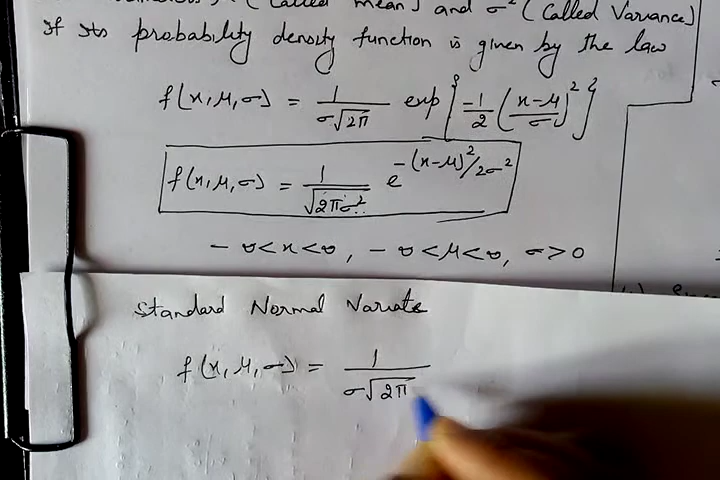 (Called mean) and σ² (Called Variance)
If its probability density function is given by the law
f(x, μ, σ) = 1/(σ√(2π)) exp{-1/2 ((x-μ)/σ)²}
f(x, μ, σ) = 1/√(2πσ²) e^(-(x-μ)²/2σ²)
-∞<x<∞, -∞<μ<∞, σ>0
Standard Normal Variate
f(x, μ, σ) = 1/(σ√(2π))